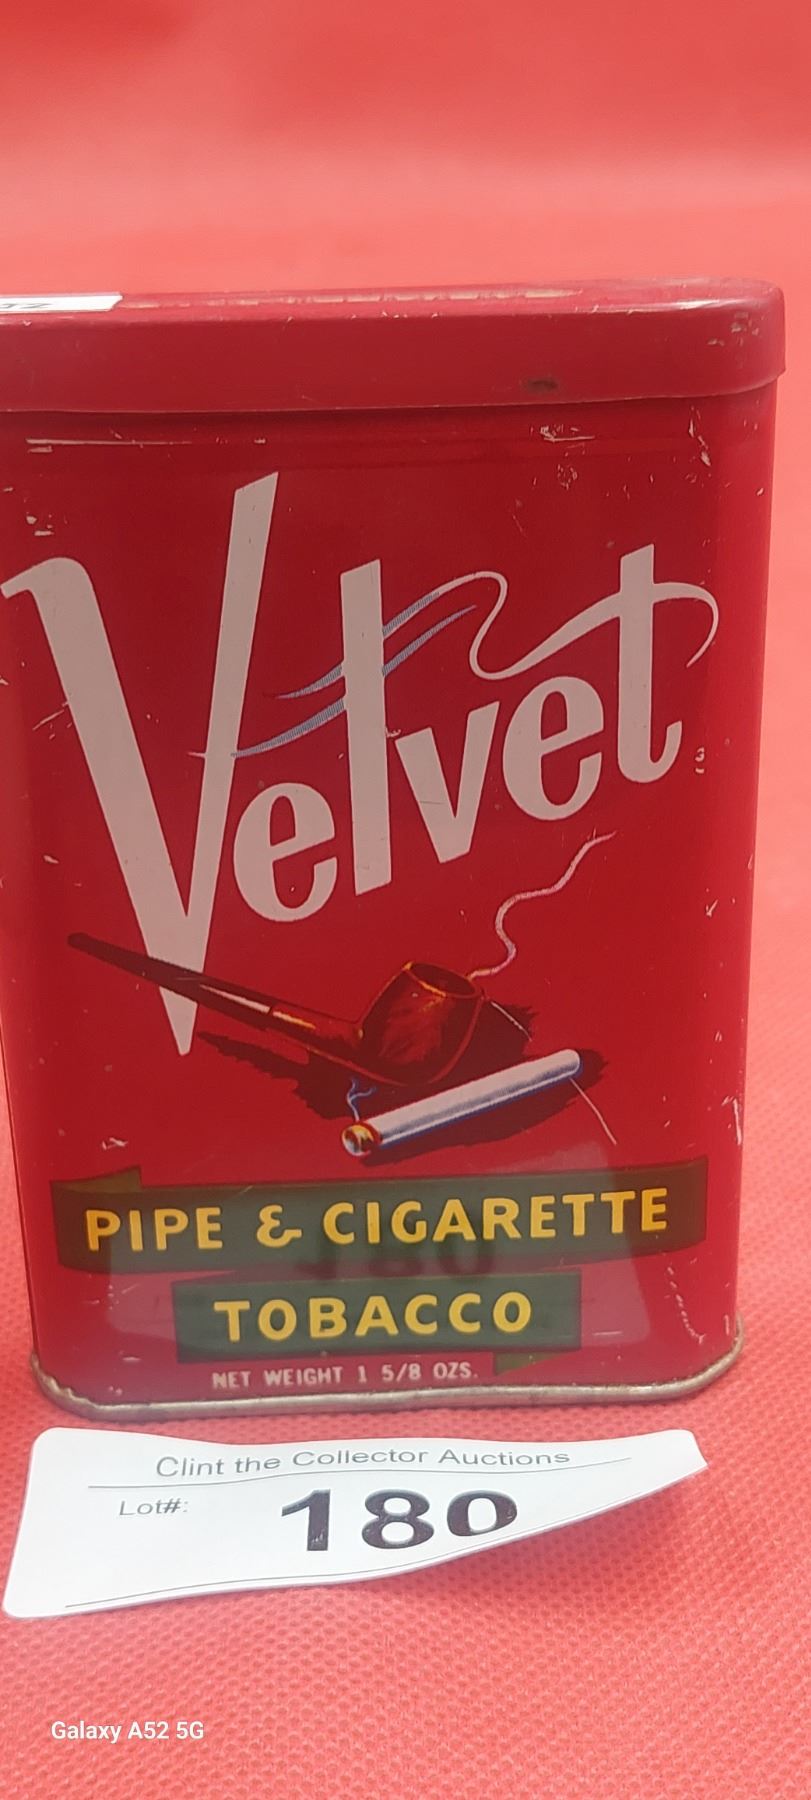 Velvet
PIPE & CIGARETTE
TOBACCO
NET WEIGHT 1 5/8 OZS.
Clint the Collector Auctions
Lot#: 180
Galaxy A52 5G